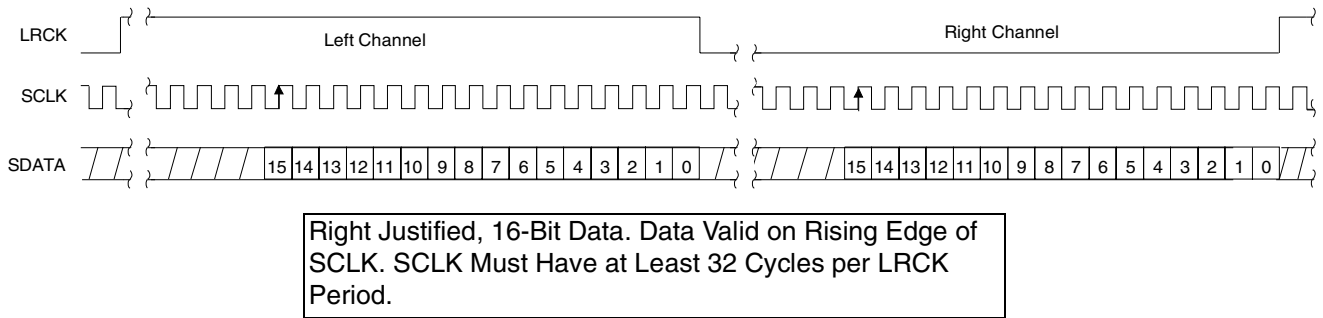 LRCK Left Channel Right Channel
SCLK
SDATA 15 14 13 12 11 10 9 8 7 6 5 4 3 2 1 0 15 14 13 12 11 10 9 8 7 6 5 4 3 2 1 0
Right Justified, 16-Bit Data. Data Valid on Rising Edge of
SCLK. SCLK Must Have at Least 32 Cycles per LRCK
Period.